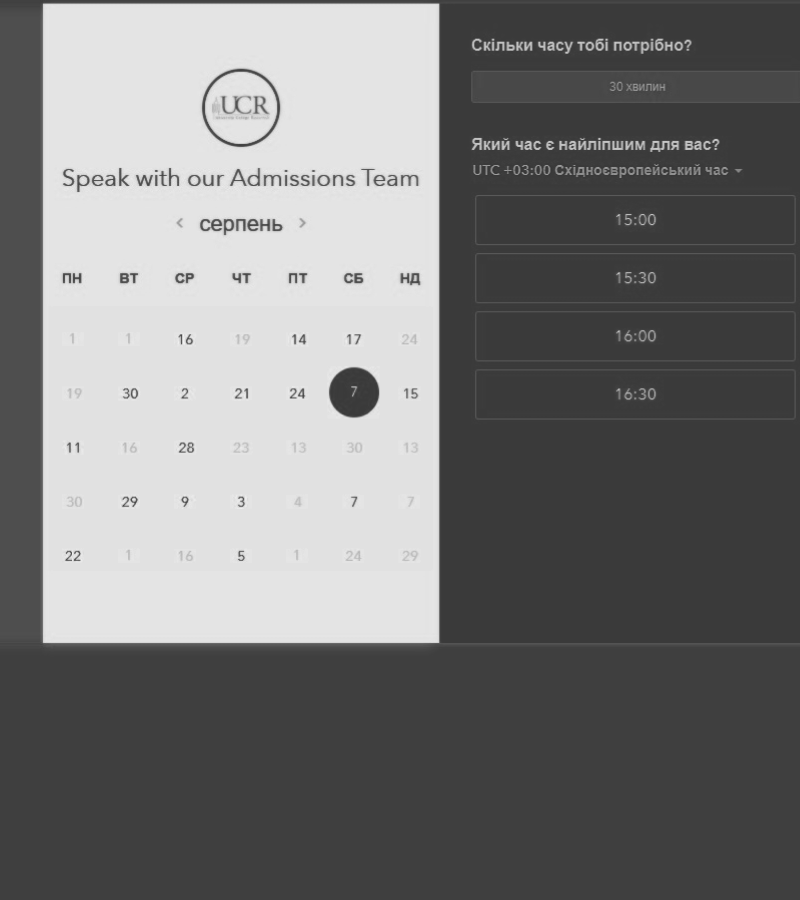 UCR
Speak with our Admissions Team
серпень
ПН ВТ СР ЧТ ПТ СБ НД
1 1 16 19 14 17 24
19 30 2 21 24 7 15
11 16 28 23 13 30 13
30 29 9 3 4 7 7
22 1 16 5 1 24 29
Скільки часу тобі потрібно?
30 хвилин
Який час є найліпшим для вас?
UTC +03:00 Східноєвропейський час
15:00
15:30
16:00
16:30